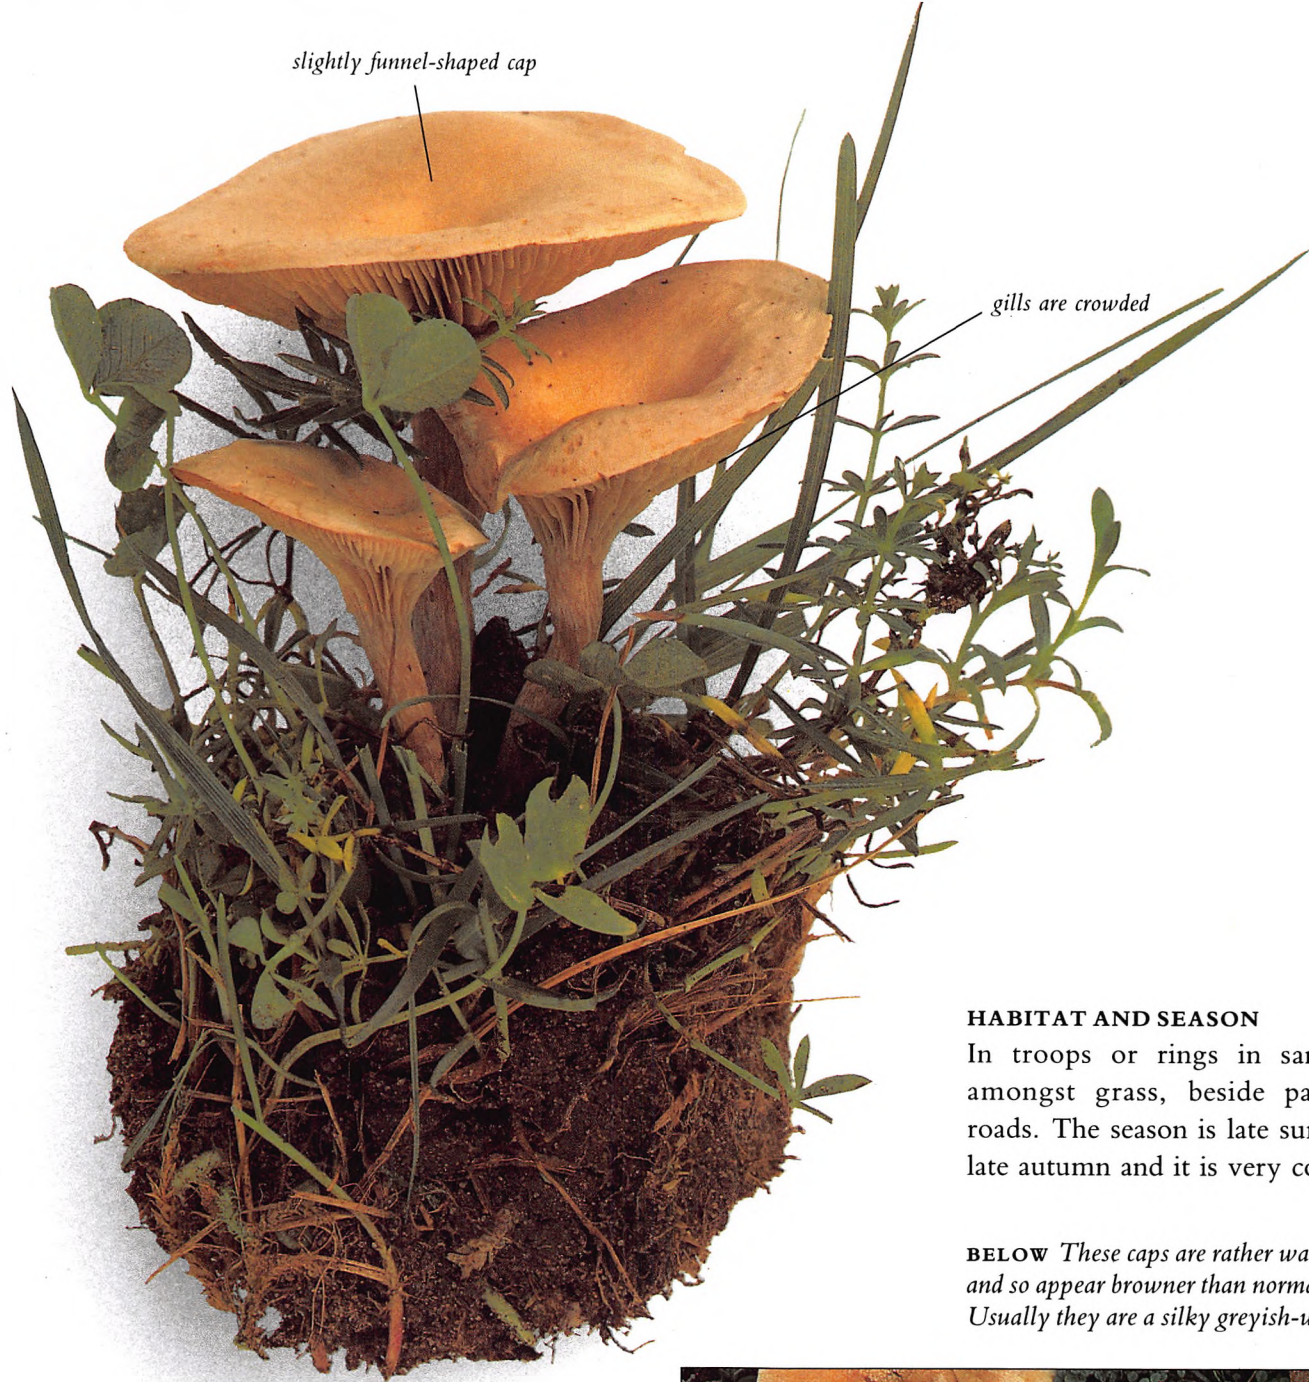 slightly funnel-shaped cap
gills are crowded
HABITAT AND SEASON
In troops or rings in
amongst grass, beside
roads. The season is late
late autumn and it is very
BELOW These caps are rather
and so appear browner than
Usually they are a silky